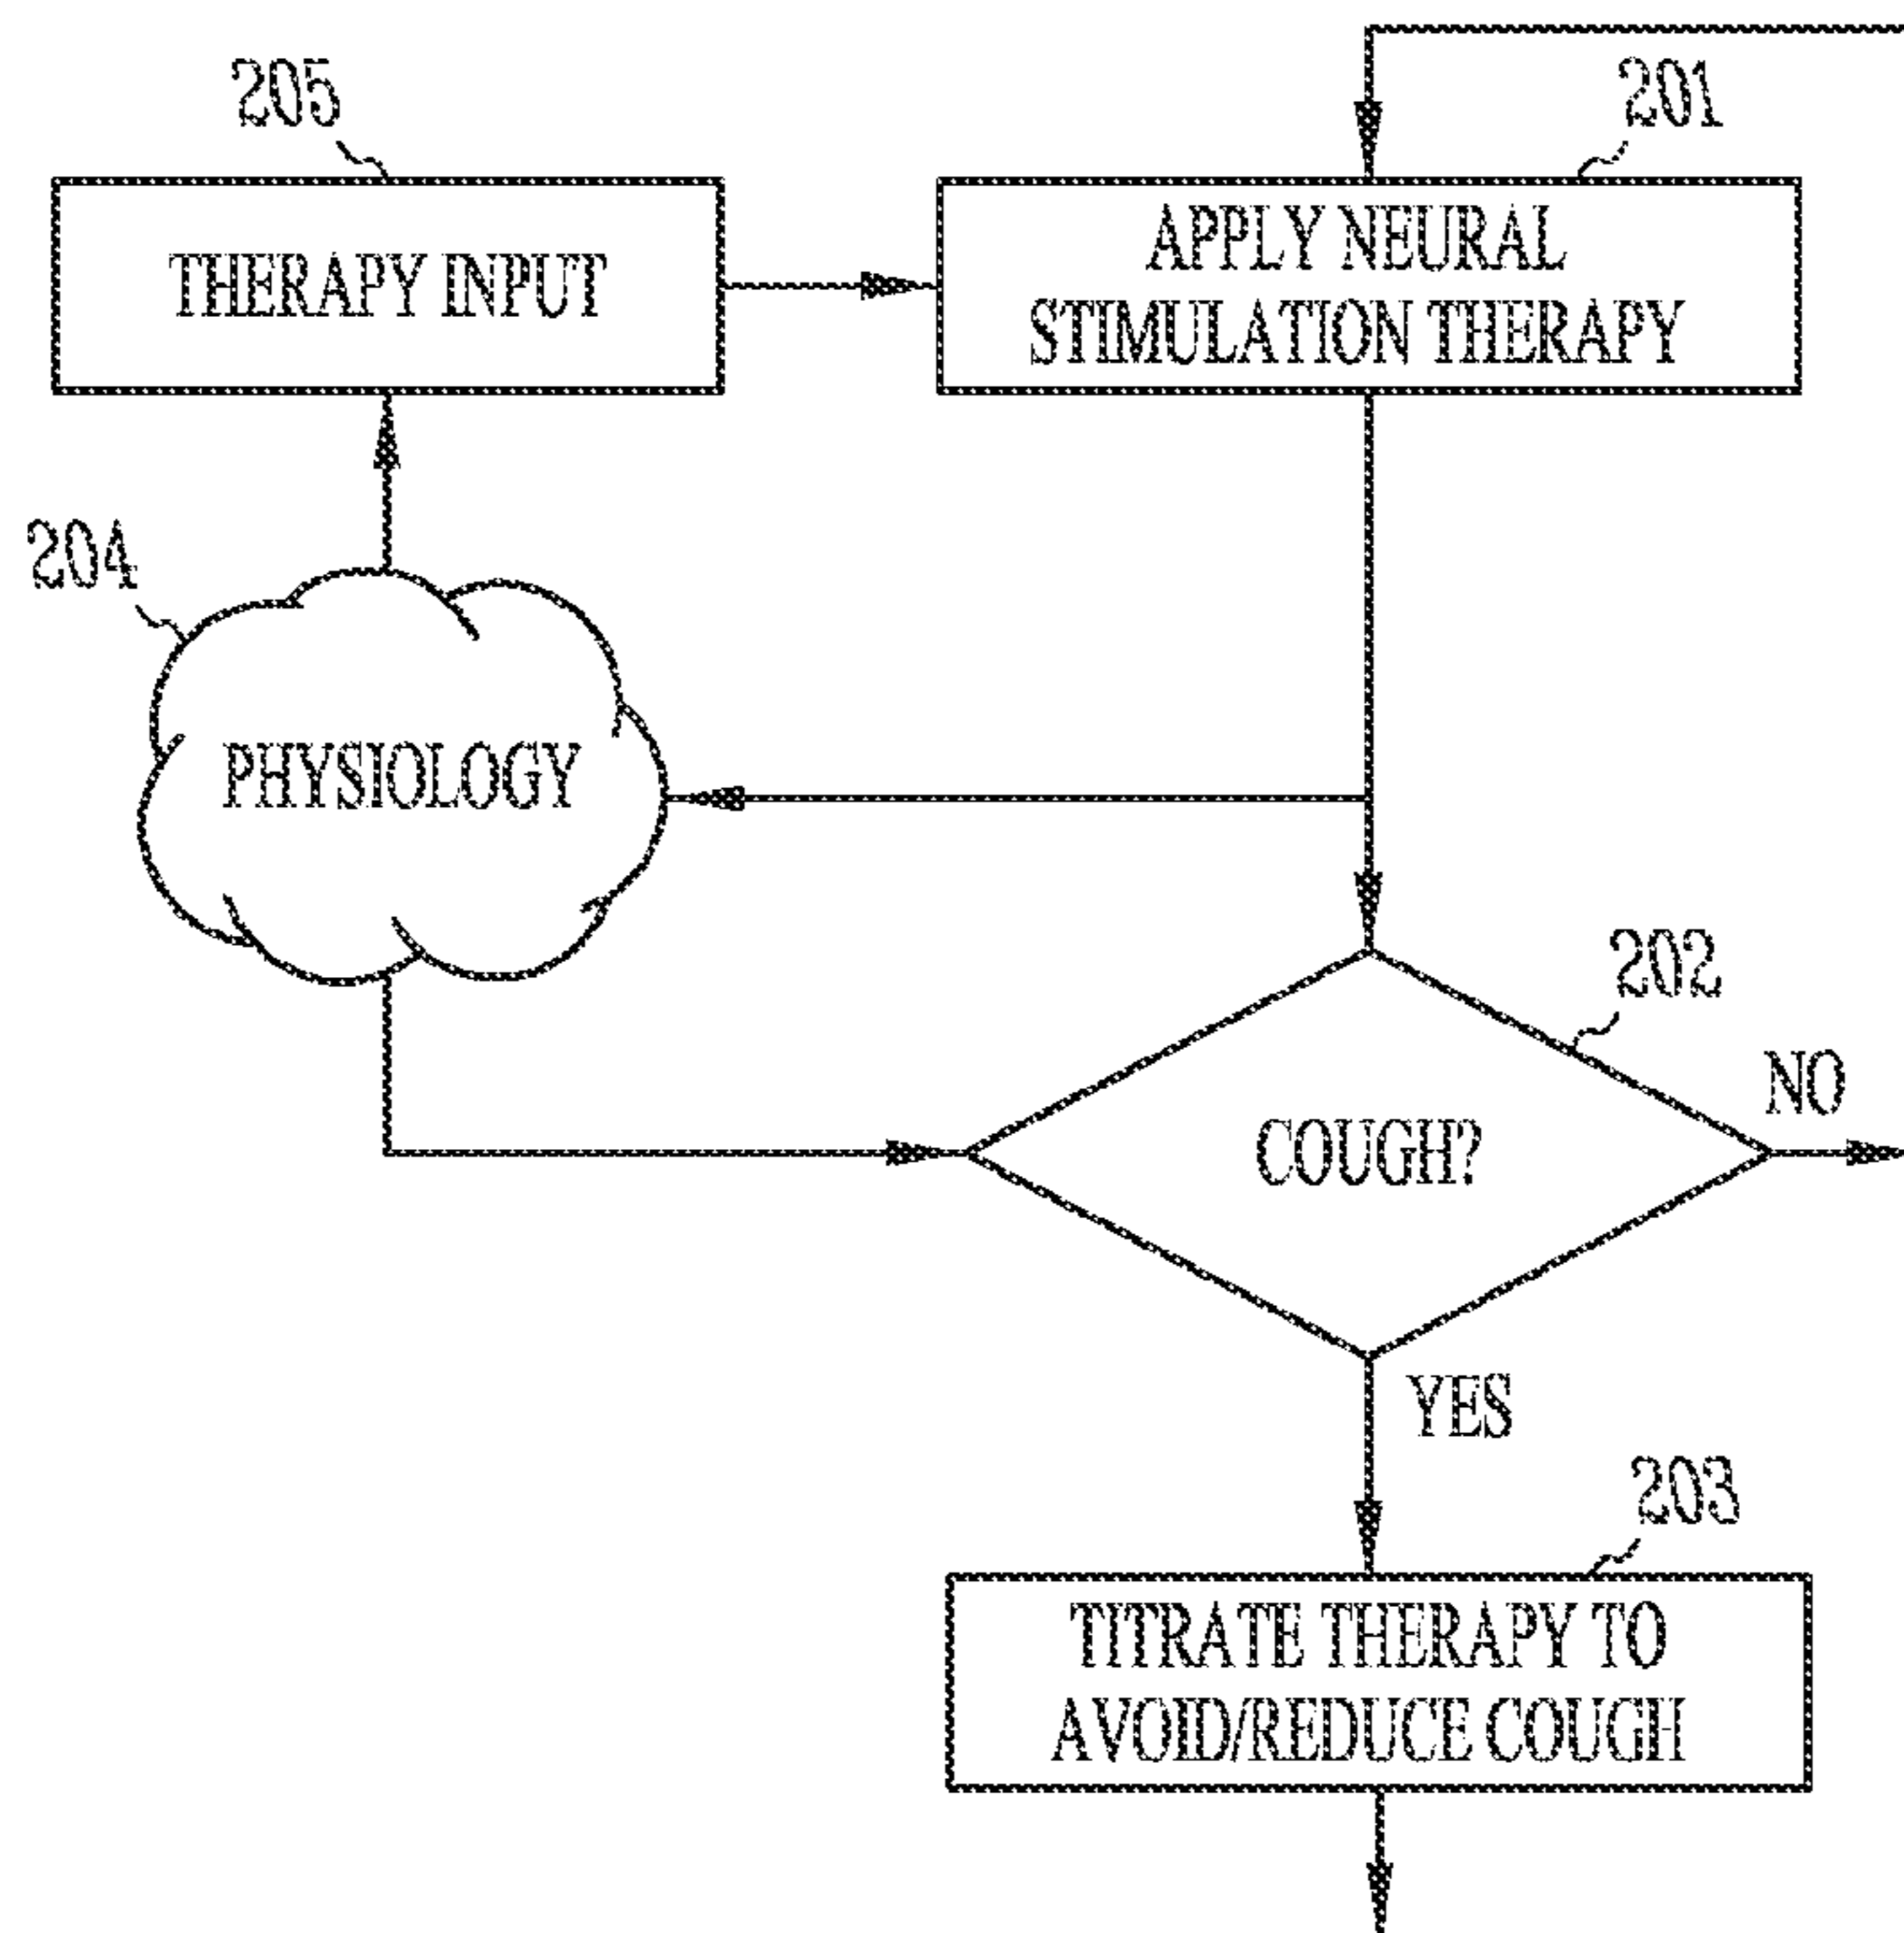 205
201
THERAPY INPUT
APPLY NEURAL
STIMULATION THERAPY
204
PHYSIOLOGY
202
NO
COUGH?
YES
203
TITRATE THERAPY TO
AVOID/REDUCE COUGH